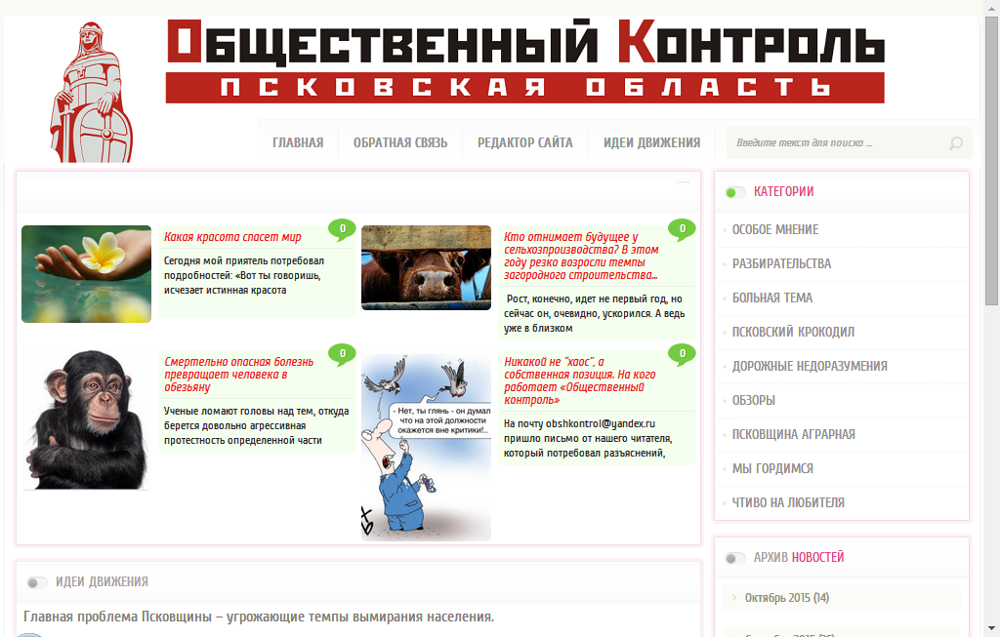 Общественный Контроль
ПСКОВСКАЯ ОБЛАСТЬ
ГЛАВНАЯ
ОБРАТНАЯ СВЯЗЬ
РЕДАКТОР САЙТА
ИДЕИ ДВИЖЕНИЯ
Введите текст для поиска ...
Какая красота спасет мир
0
Сегодня мой приятель потребовал
подробностей: «Вот ты говоришь,
исчезает истинная красота
Кто отнимает будущее у
сельхозпроизводства? В этом
году резко возросли темпы
загородного строительства...
0
Рост, конечно, идет не первый год, но
сейчас он, очевидно, ускорился. А ведь
уже в близком
Смертельно опасная болезнь
превращает человека в
обезьяну
0
Ученые ломают головы над тем, откуда
берется довольно агрессивная
протестность определенной части
- Нет, ты глянь - он думал
что на этой должности
окажется вне критики!..
Никакой не "хаос", а
собственная позиция. На кого
работает «Общественный
контроль»
0
На почту obshkontrol@yandex.ru
пришло письмо от нашего читателя,
который потребовал разъяснений,
ИДЕИ ДВИЖЕНИЯ
Главная проблема Псковщины – угрожающие темпы вымирания населения.
КАТЕГОРИИ
ОСОБОЕ МНЕНИЕ
РАЗБИРАТЕЛЬСТВА
БОЛЬНАЯ ТЕМА
ПСКОВСКИЙ КРОКОДИЛ
ДОРОЖНЫЕ НЕДОРАЗУМЕНИЯ
ОБЗОРЫ
ПСКОВЩИНА АГРАРНАЯ
МЫ ГОРДИМСЯ
ЧТИВО НА ЛЮБИТЕЛЯ
АРХИВ НОВОСТЕЙ
Октябрь 2015 (14)